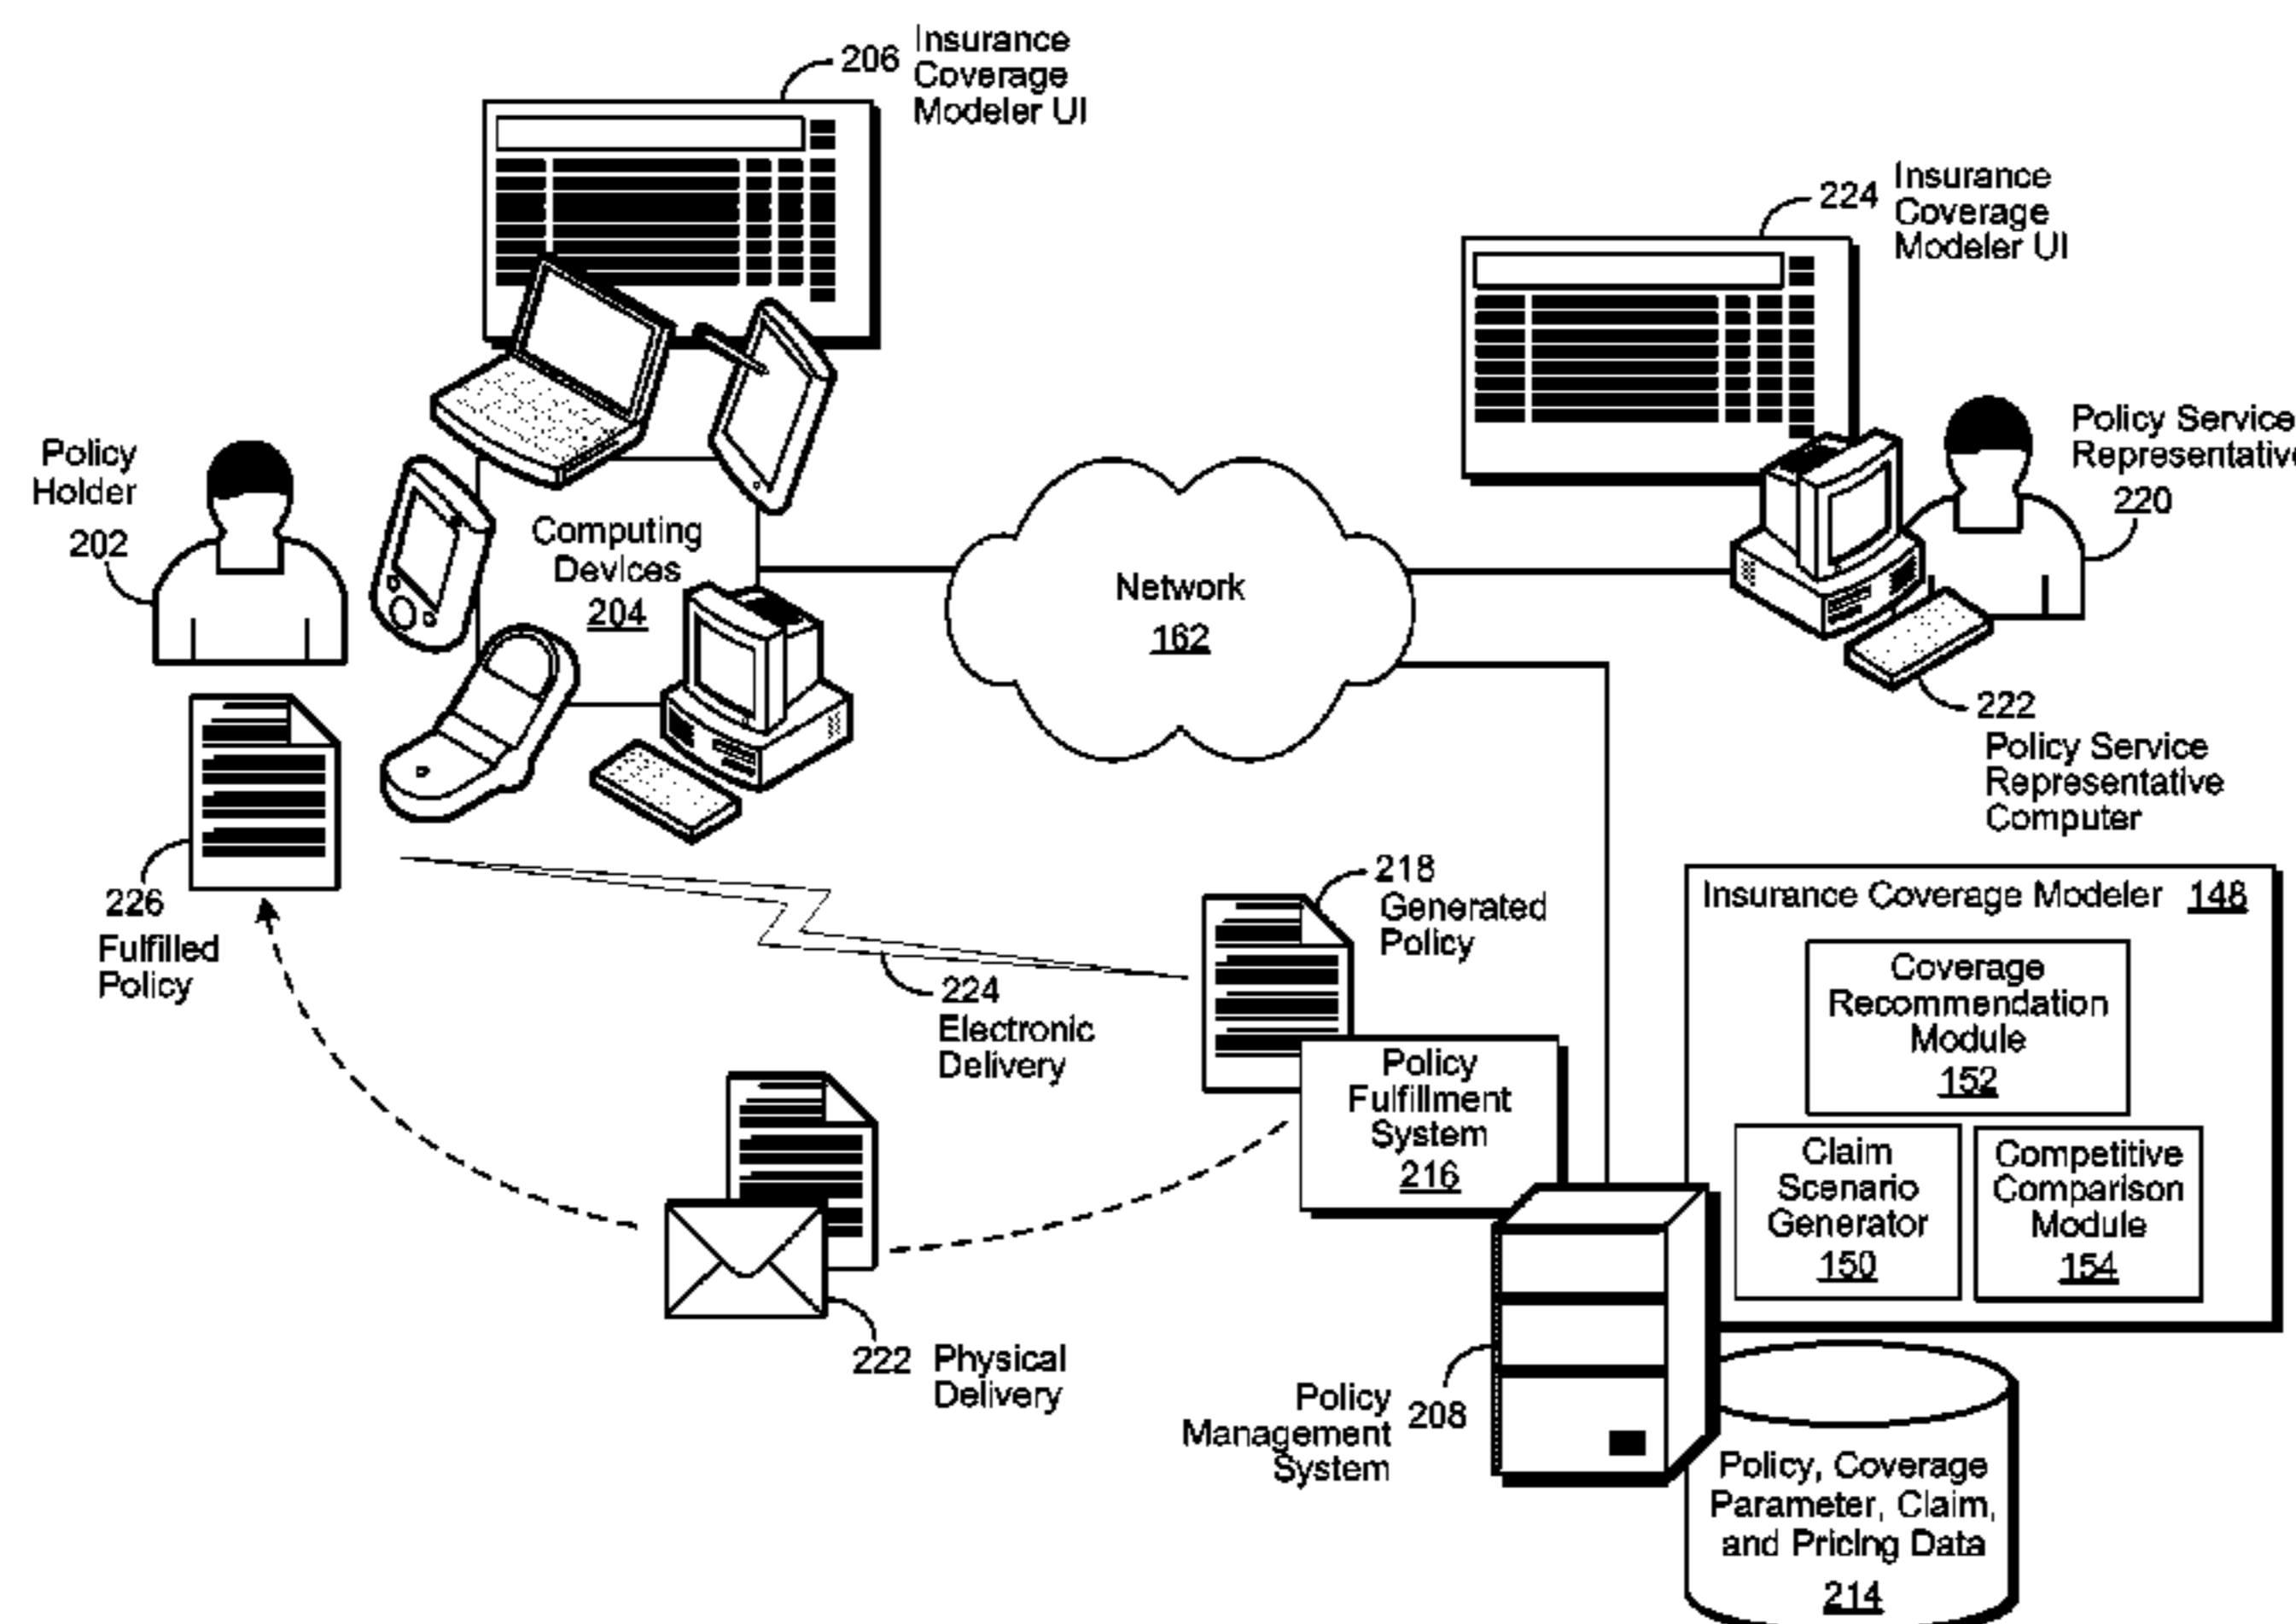 206
Insurance
Coverage
Modeler UI
224
Insurance
Coverage
Modeler UI
Policy
Holder
202
Computing
Devices
204
Network
162
Policy Service
Representative
220
222
Policy Service
Representative
Computer
226
Fulfilled
Policy
218
Generated
Policy
224
Electronic
Delivery
Insurance Coverage Modeler 148
Coverage
Recommendation
Module
152
Claim
Scenario
Generator
150
Competitive
Comparison
Module
154
Policy
Fulfillment
System
216
222 Physical
Delivery
Policy
Management
System
208
Policy, Coverage
Parameter, Claim,
and Pricing Data
214